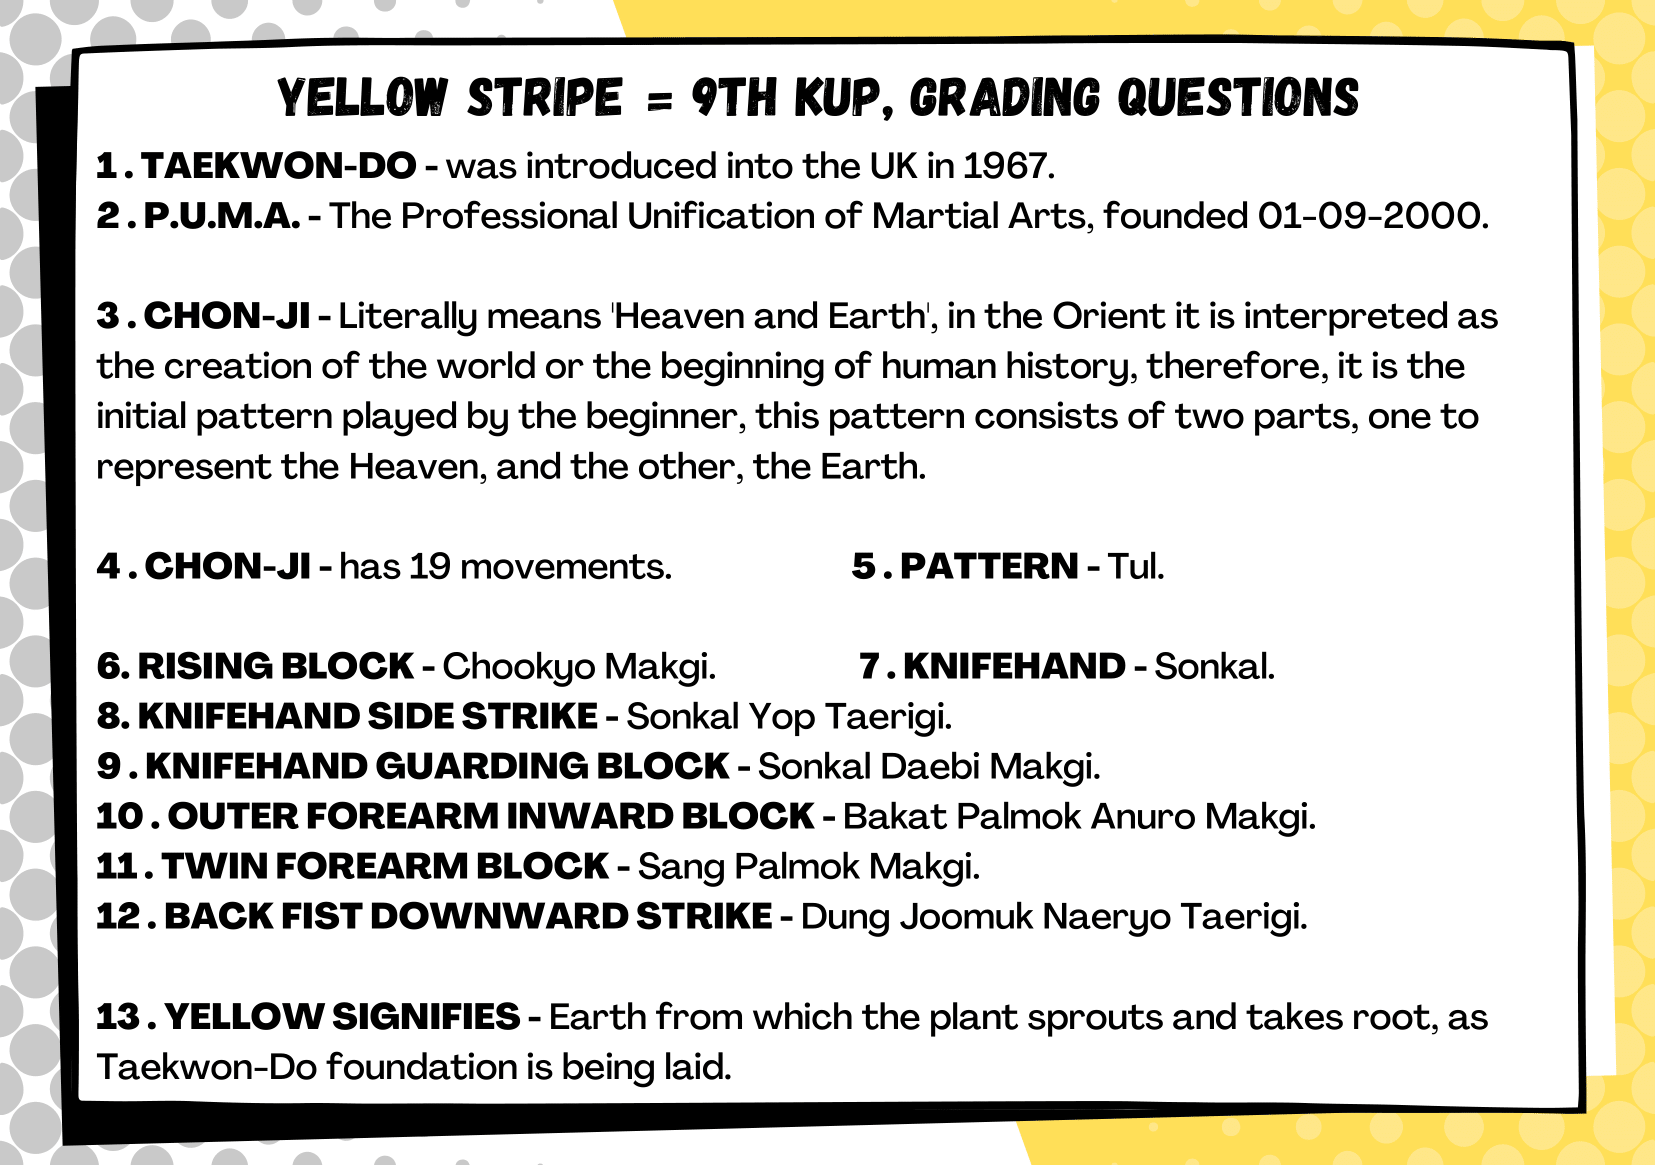 YELLOW STRIPE = 9TH KUP, GRADING QUESTIONS
1 . TAEKWON-DO - was introduced into the UK in 1967.
2 . P.U.M.A. - The Professional Unification of Martial Arts, founded 01-09-2000.
3 . CHON-JI - Literally means 'Heaven and Earth', in the Orient it is interpreted as
the creation of the world or the beginning of human history, therefore, it is the
initial pattern played by the beginner, this pattern consists of two parts, one to
represent the Heaven, and the other, the Earth.
4 . CHON-JI - has 19 movements. 5 . PATTERN - Tul.
6. RISING BLOCK - Chookyo Makgi. 7 . KNIFEHAND - Sonkal.
8. KNIFEHAND SIDE STRIKE - Sonkal Yop Taerigi.
9 . KNIFEHAND GUARDING BLOCK - Sonkal Daebi Makgi.
10 . OUTER FOREARM INWARD BLOCK - Bakat Palmok Anuro Makgi.
11 . TWIN FOREARM BLOCK - Sang Palmok Makgi.
12 . BACK FIST DOWNWARD STRIKE - Dung Joomuk Naeryo Taerigi.
13 . YELLOW SIGNIFIES - Earth from which the plant sprouts and takes root, as
Taekwon-Do foundation is being laid.